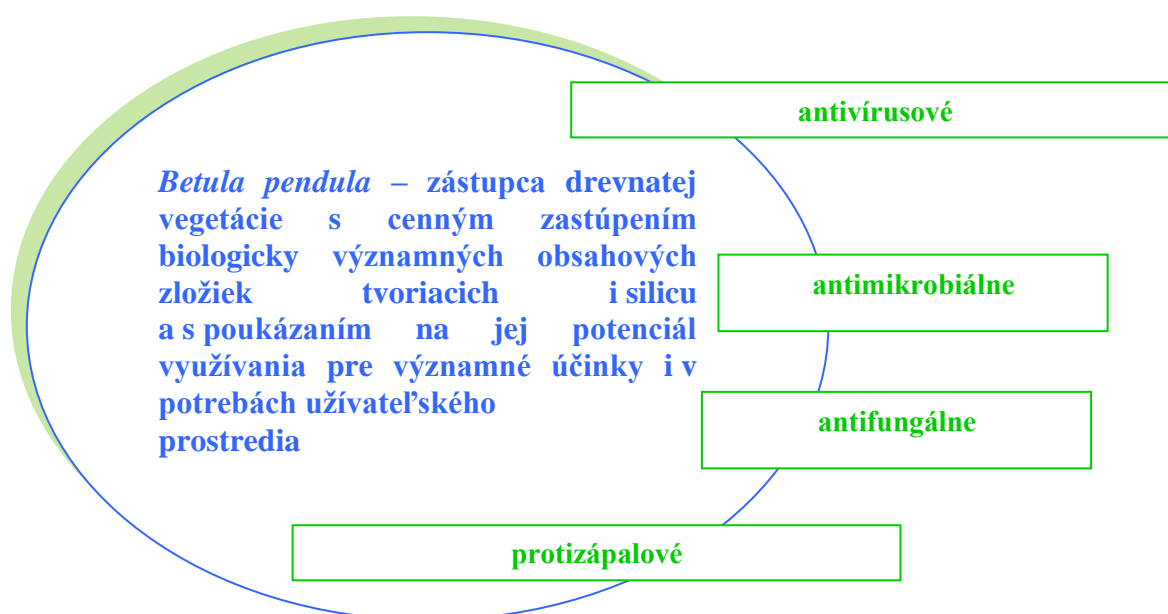 antivírusové
Betula pendula – zástupca drevnatej
vegetácie s cenným zastúpením
biologicky významných obsahových
zložiek tvoriacich i silicu
a s poukázaním na jej potenciál
využívania pre významné účinky i v
potrebách užívateľského
prostredia
antimikrobiálne
antifungálne
protizápalové